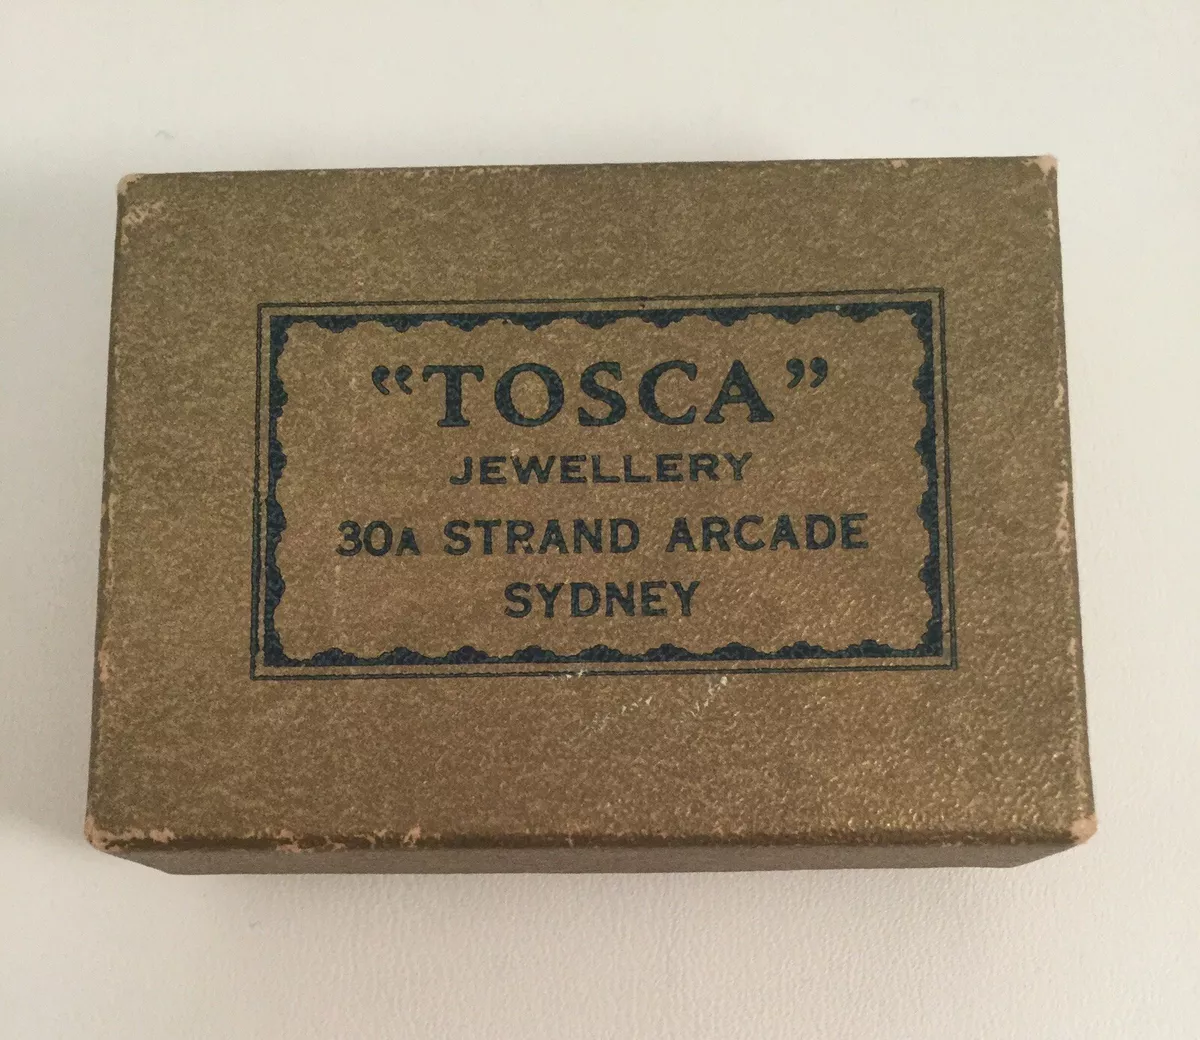 “TOSCA”
JEWELLERY
30A STRAND ARCADE
SYDNEY